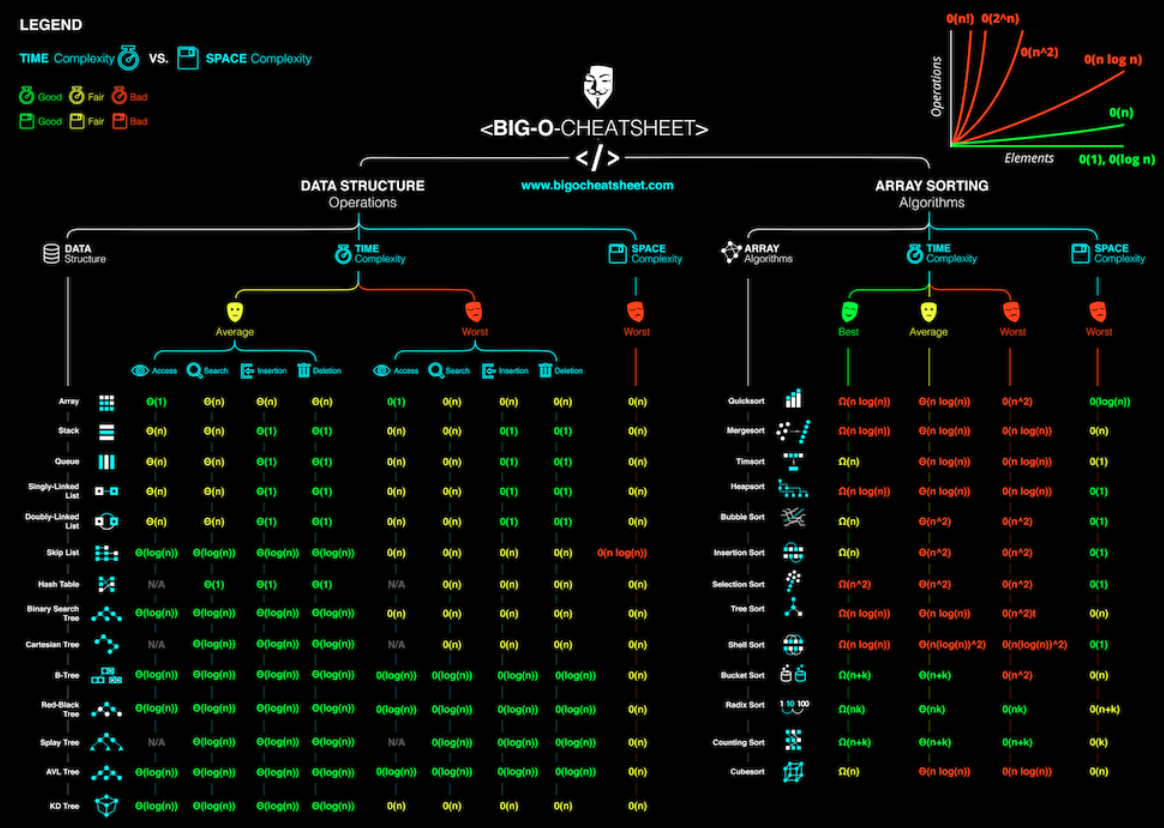 LEGEND
TIME Complexity VS. SPACE Complexity
Good Fair Bad
Good Fair Bad
0(n!) 0(2^n)
0(n^2)
0(n log n)
0(n)
0(1), 0(log n)
Operations
Elements
<BIG-O-CHEATSHEET>
</>
www.bigocheatsheet.com
DATA STRUCTURE
Operations
DATA
Structure
TIME
Complexity
SPACE
Complexity
Average
Worst
Worst
Access Search Insertion Deletion Access Search Insertion Deletion
Array Θ(1) Θ(n) Θ(n) Θ(n) 0(1) 0(n) 0(n) 0(n) 0(n)
Stack Θ(n) Θ(n) Θ(1) Θ(1) 0(n) 0(n) 0(1) 0(1) 0(n)
Queue Θ(n) Θ(n) Θ(1) Θ(1) 0(n) 0(n) 0(1) 0(1) 0(n)
Singly-Linked
List Θ(n) Θ(n) Θ(1) Θ(1) 0(n) 0(n) 0(1) 0(1) 0(n)
Doubly-Linked
List Θ(n) Θ(n) Θ(1) Θ(1) 0(n) 0(n) 0(1) 0(1) 0(n)
Skip List Θ(log(n)) Θ(log(n)) Θ(log(n)) Θ(log(n)) 0(n) 0(n) 0(n) 0(n) 0(n log(n))
Hash Table N/A Θ(1) Θ(1) Θ(1) N/A 0(n) 0(n) 0(n) 0(n)
Binary Search
Tree Θ(log(n)) Θ(log(n)) Θ(log(n)) Θ(log(n)) 0(n) 0(n) 0(n) 0(n) 0(n)
Cartesian Tree N/A Θ(log(n)) Θ(log(n)) Θ(log(n)) N/A 0(n) 0(n) 0(n) 0(n)
B-Tree Θ(log(n)) Θ(log(n)) Θ(log(n)) Θ(log(n)) 0(log(n)) 0(log(n)) 0(log(n)) 0(log(n)) 0(n)
Red-Black
Tree Θ(log(n)) Θ(log(n)) Θ(log(n)) Θ(log(n)) 0(log(n)) 0(log(n)) 0(log(n)) 0(log(n)) 0(n)
Splay Tree N/A Θ(log(n)) Θ(log(n)) Θ(log(n)) N/A 0(log(n)) 0(log(n)) 0(log(n)) 0(n)
AVL Tree Θ(log(n)) Θ(log(n)) Θ(log(n)) Θ(log(n)) 0(log(n)) 0(log(n)) 0(log(n)) 0(log(n)) 0(n)
KD Tree Θ(log(n)) Θ(log(n)) Θ(log(n)) Θ(log(n)) 0(n) 0(n) 0(n) 0(n) 0(n)
ARRAY SORTING
Algorithms
ARRAY
Algorithms
TIME
Complexity
SPACE
Complexity
Best Average Worst Worst
Quicksort Ω(n log(n)) Θ(n log(n)) 0(n^2) 0(log(n))
Mergesort Ω(n log(n)) Θ(n log(n)) 0(n log(n)) 0(n)
Timsort Ω(n) Θ(n log(n)) 0(n log(n)) 0(1)
Heapsort Ω(n log(n)) Θ(n log(n)) 0(n log(n)) 0(1)
Bubble Sort Ω(n) Θ(n^2) 0(n^2) 0(1)
Insertion Sort Ω(n) Θ(n^2) 0(n^2) 0(1)
Selection Sort Ω(n^2) Θ(n^2) 0(n^2) 0(1)
Tree Sort Ω(n log(n)) Θ(n log(n)) 0(n^2)t 0(n)
Shell Sort Ω(n log(n)) Θ(n(log(n))^2) 0(n(log(n))^2) 0(1)
Bucket Sort Ω(n+k) Θ(n+k) 0(n^2) 0(n)
Radix Sort 1 10 100 Ω(nk) Θ(nk) 0(nk) 0(n+k)
Counting Sort Ω(n+k) Θ(n+k) 0(n+k) 0(k)
Cubesort Ω(n) Θ(n log(n)) 0(n log(n)) 0(n)